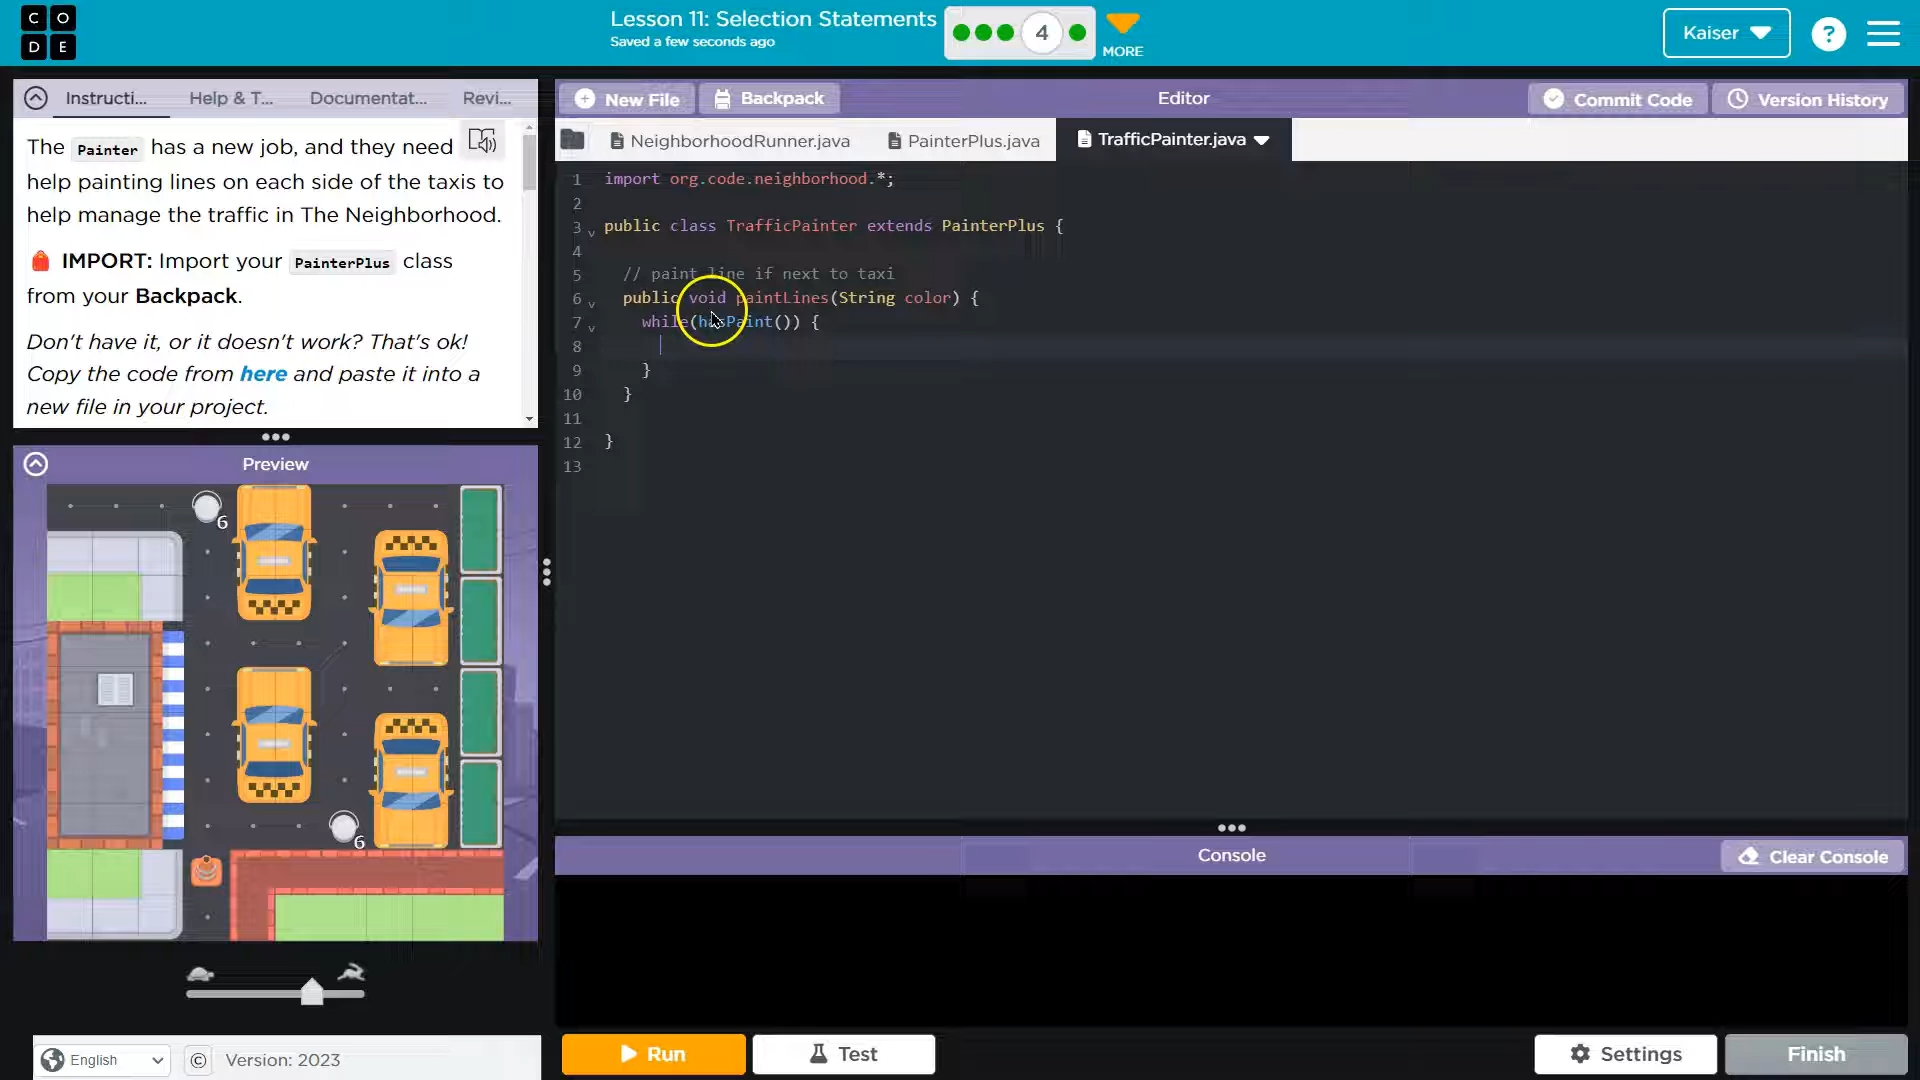 C O
D E
Lesson 11: Selection Statements
Saved a few seconds ago
4
MORE
Kaiser
?
Instructi...
Help & T...
Documentat...
Revi...
The Painter has a new job, and they need
help painting lines on each side of the taxis to
help manage the traffic in The Neighborhood.
IMPORT: Import your PainterPlus class
from your Backpack.
Don't have it, or it doesn't work? That's ok!
Copy the code from here and paste it into a
new file in your project.
New File
Backpack
Editor
Commit Code
Version History
NeighborhoodRunner.java
PainterPlus.java
TrafficPainter.java
1 import org.code.neighborhood.*;
2
3 public class TrafficPainter extends PainterPlus {
4
5 // paint line if next to taxi
6 public void paintLines(String color) {
7 while(hasPaint()) {
8
9 }
10 }
11
12 }
13
Preview
6
6
Console
Clear Console
English
©
Version: 2023
Run
Test
Settings
Finish